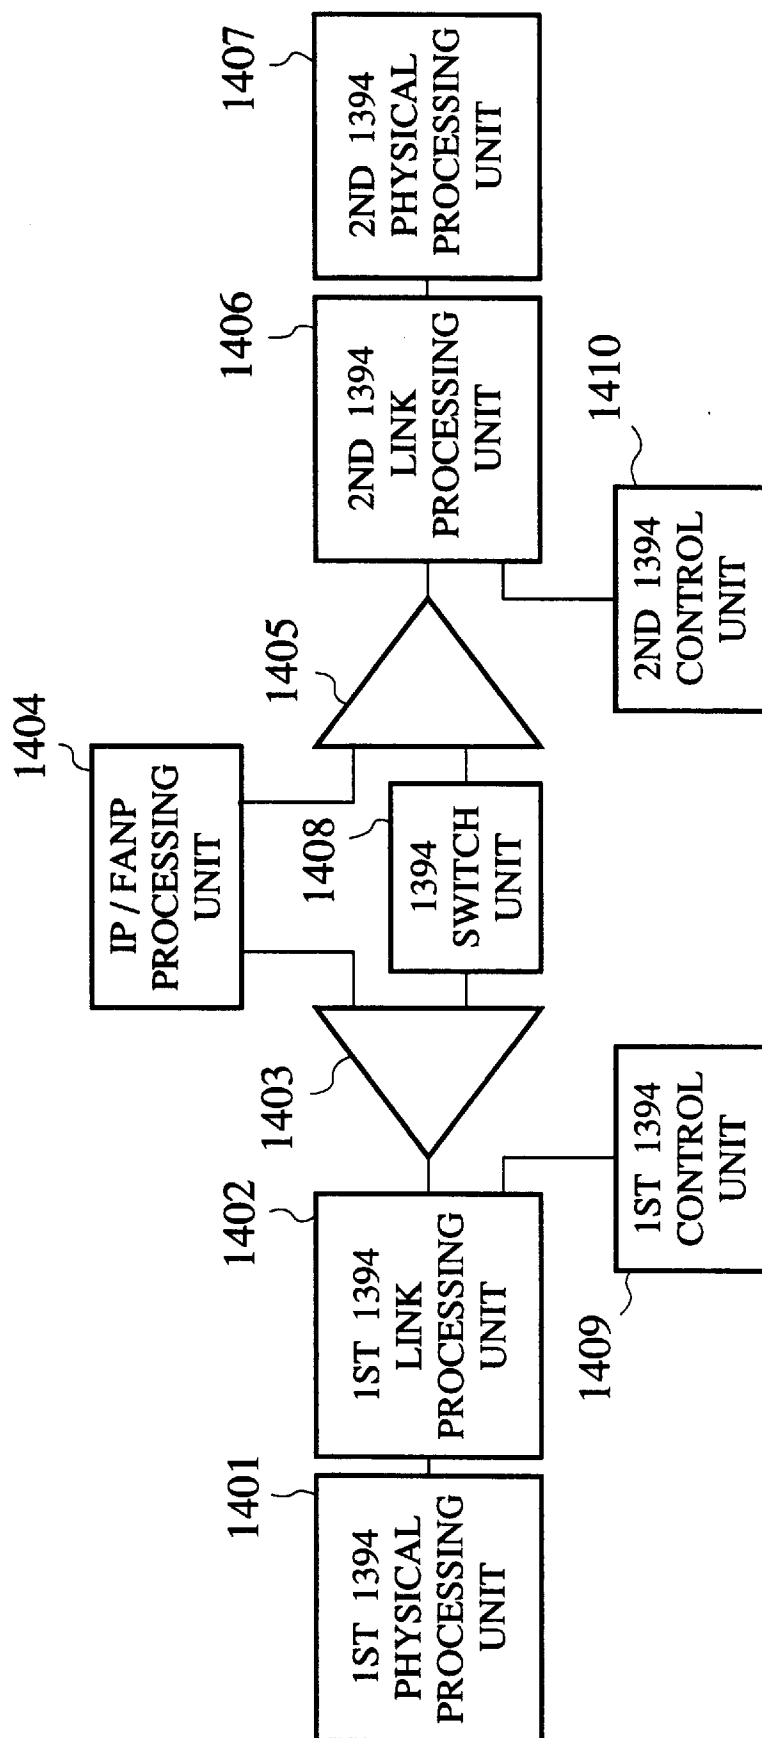 1404
IP / FANP
PROCESSING
UNIT
1401
1ST 1394
PHYSICAL
PROCESSING
UNIT
1402
1ST 1394
LINK
PROCESSING
UNIT
1403
1408
1394
SWITCH
UNIT
1405
1406
2ND 1394
LINK
PROCESSING
UNIT
1407
2ND 1394
PHYSICAL
PROCESSING
UNIT
1409
1ST 1394
CONTROL
UNIT
1410
2ND 1394
CONTROL
UNIT